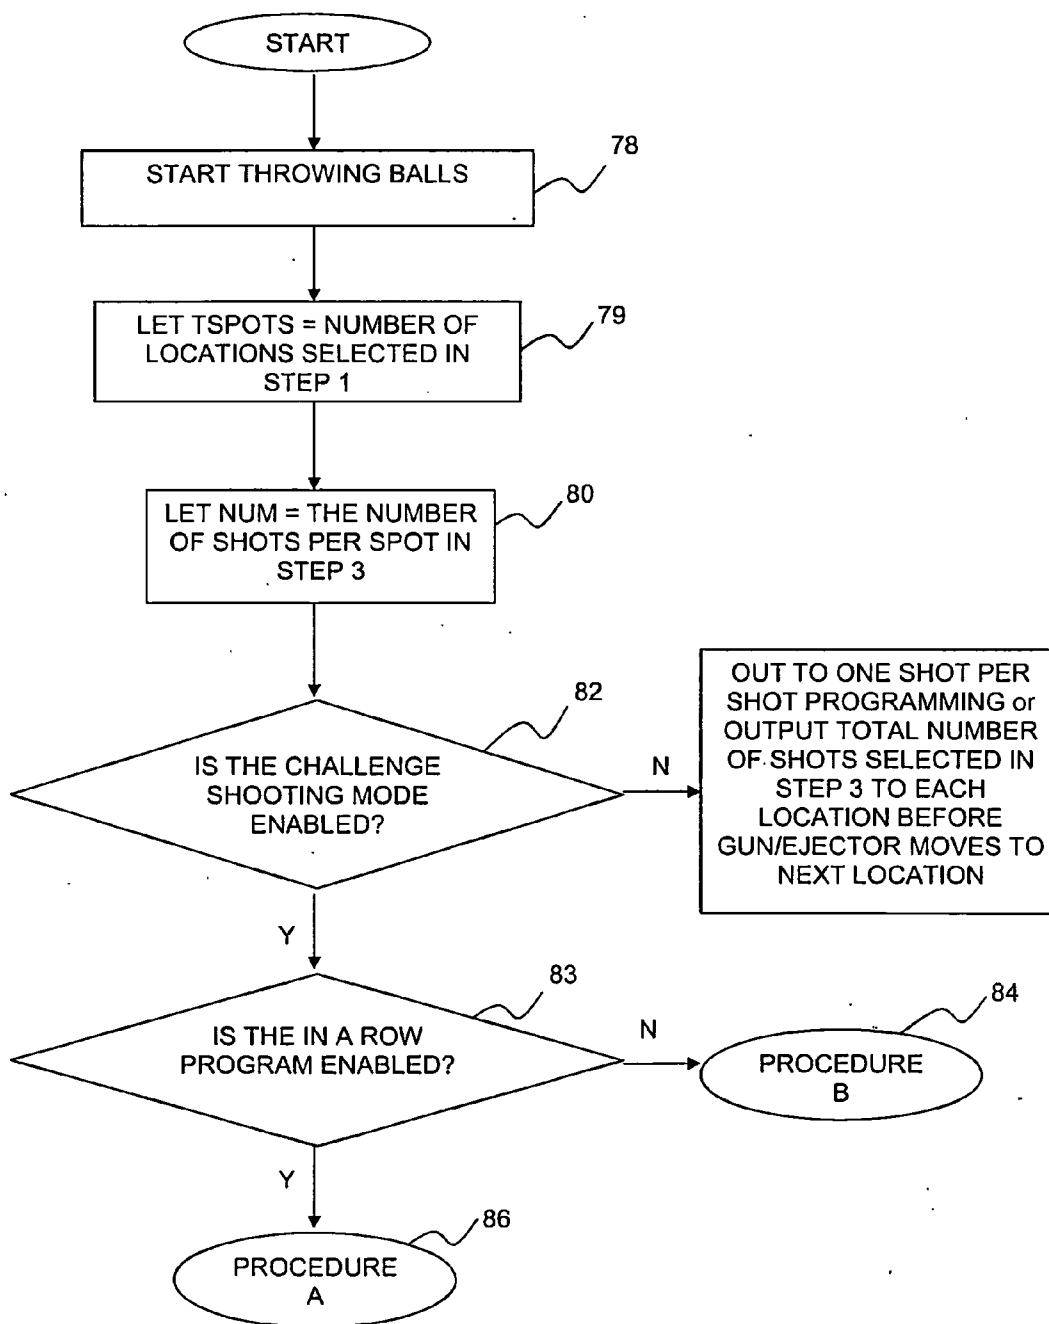 START
START THROWING BALLS
78
LET TSPOTS = NUMBER OF
LOCATIONS SELECTED IN
STEP 1
79
LET NUM = THE NUMBER
OF SHOTS PER SPOT IN
STEP 3
80
IS THE CHALLENGE
SHOOTING MODE
ENABLED?
82
N
OUT TO ONE SHOT PER
SHOT PROGRAMMING or
OUTPUT TOTAL NUMBER
OF SHOTS SELECTED IN
STEP 3 TO EACH
LOCATION BEFORE
GUN/EJECTOR MOVES TO
NEXT LOCATION
Y
IS THE IN A ROW
PROGRAM ENABLED?
83
N
PROCEDURE
B
84
Y
PROCEDURE
A
86